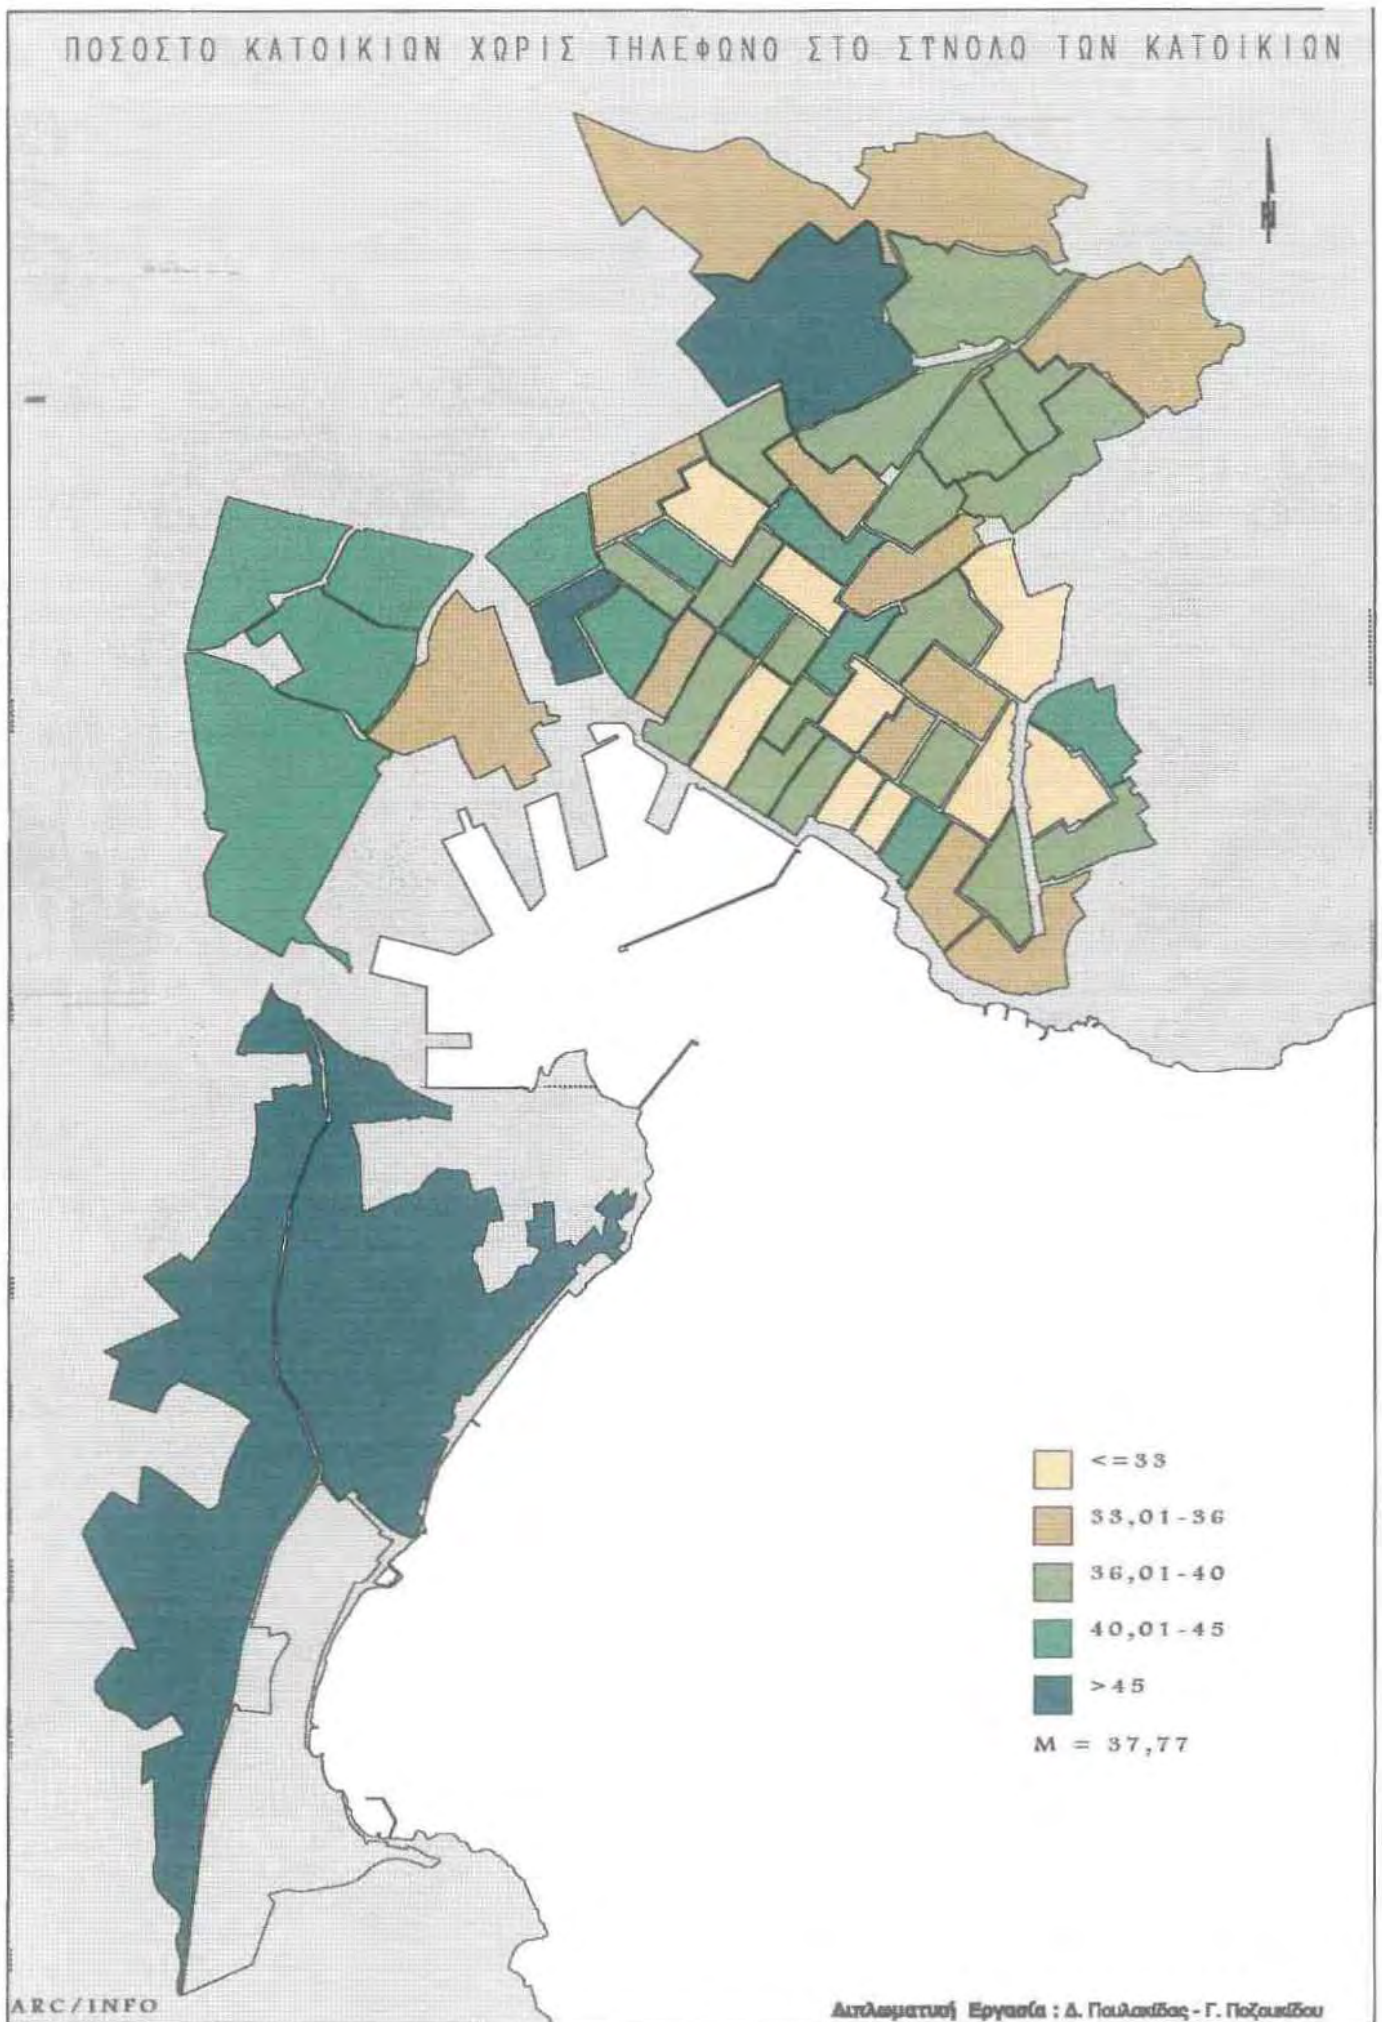 ΠΟΣΟΣΤΟ ΚΑΤΟΙΚΙΩΝ ΧΩΡΙΣ ΤΗΛΕΦΩΝΟ ΣΤΟ ΣΥΝΟΛΟ ΤΩΝ ΚΑΤΟΙΚΙΩΝ
N
<=33
33,01-36
36,01-40
40,01-45
>45
M = 37,77
ARC/INFO
Διπλωματική Εργασία : Δ. Πουλακίδας - Γ. Ποζουκίδου